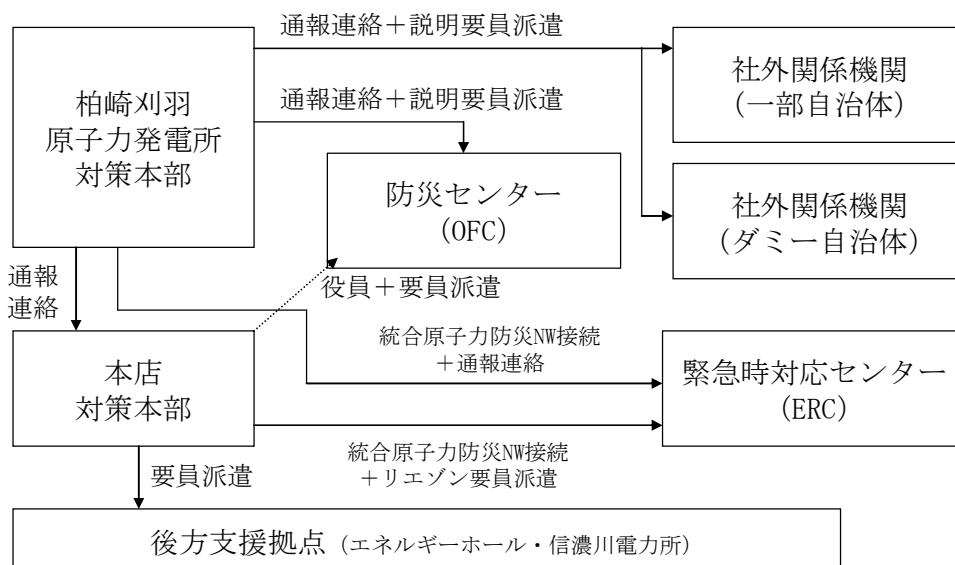 通報連絡＋説明要員派遣
柏崎刈羽
原子力発電所
対策本部
社外関係機関
(一部自治体)
通報連絡＋説明要員派遣
防災センター
(OFC)
社外関係機関
(ダミー自治体)
通報
連絡
役員＋要員派遣
統合原子力防災NW接続
＋通報連絡
本店
対策本部
緊急時対応センター
(ERC)
統合原子力防災NW接続
＋リエゾン要員派遣
要員派遣
後方支援拠点（エネルギーホール・信濃川電力所）